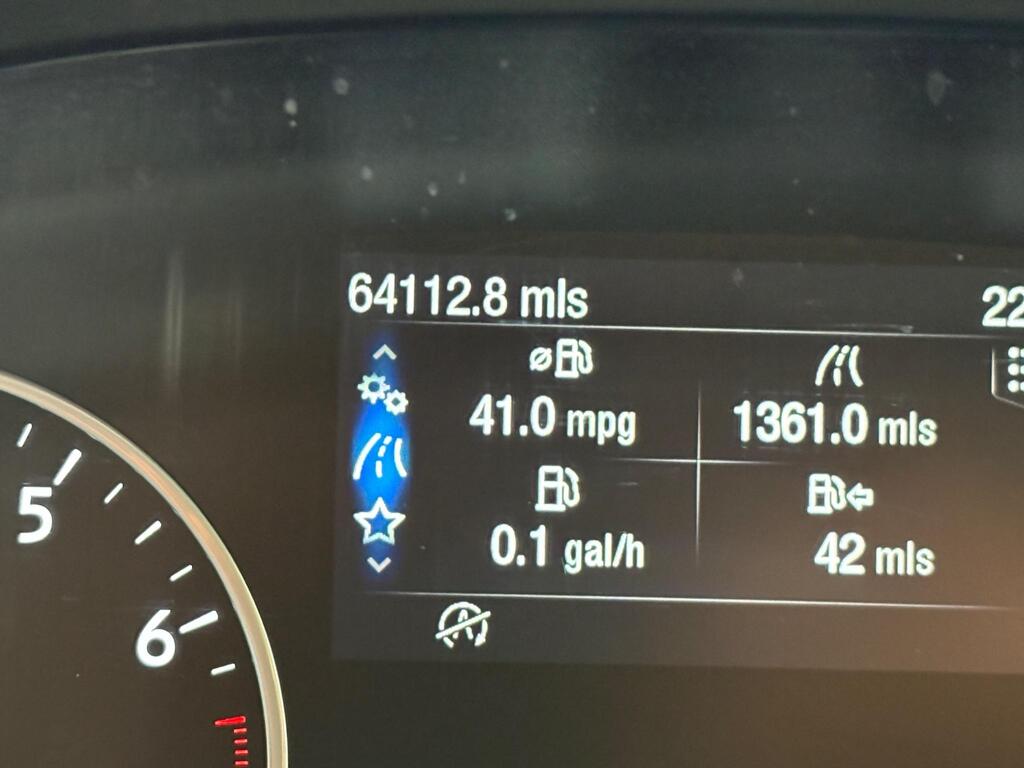 64112.8 mls
22
41.0 mpg
1361.0 mls
0.1 gal/h
42 mls
A
5
6